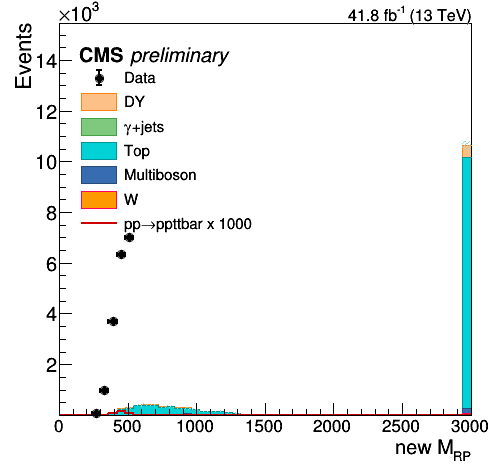 ×10³
41.8 fb⁻¹ (13 TeV)
Events
CMS preliminary
Data
DY
γ+jets
Top
Multiboson
W
pp→ppttbar x 1000
14
12
10
8
6
4
2
0 500 1000 1500 2000 2500 3000
new M_RP